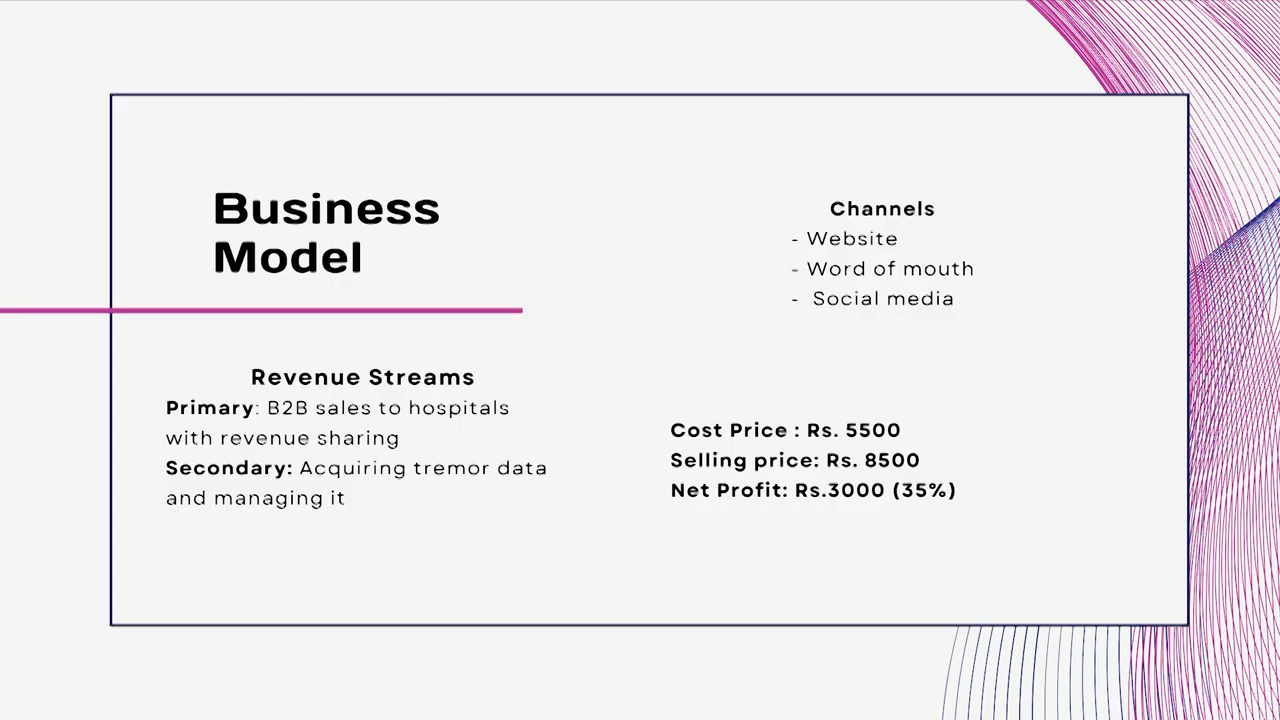 Business
Model
Revenue Streams
Primary: B2B sales to hospitals
with revenue sharing
Secondary: Acquiring tremor data
and managing it
Channels
- Website
- Word of mouth
-  Social media
Cost Price : Rs. 5500
Selling price: Rs. 8500
Net Profit: Rs.3000 (35%)